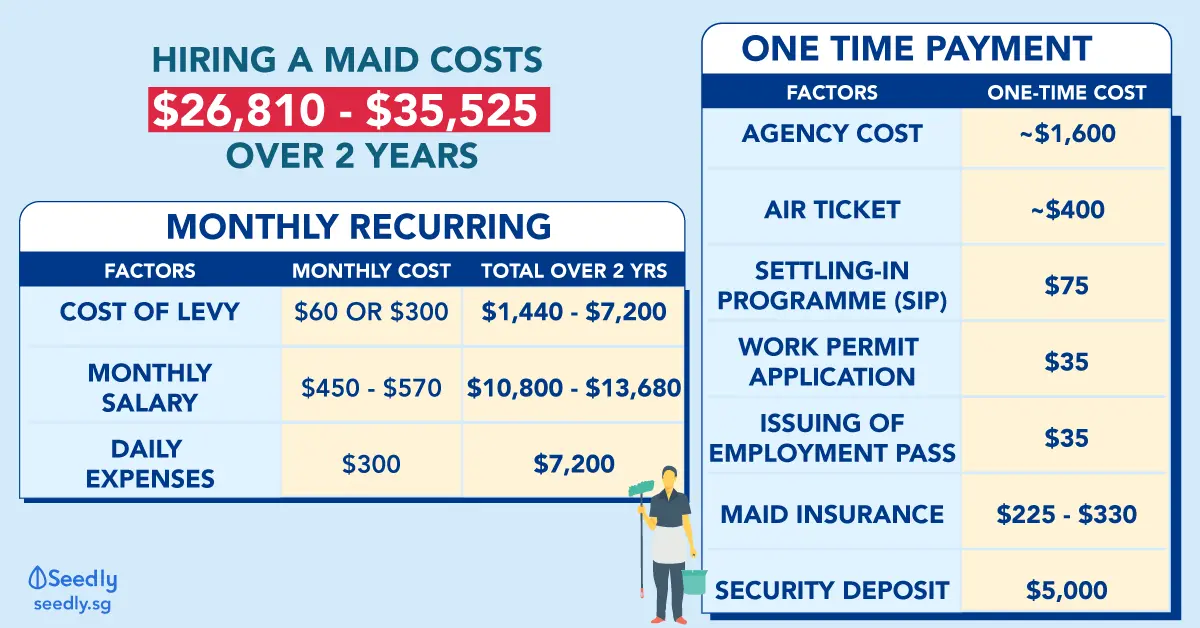 HIRING A MAID COSTS
$26,810 - $35,525
OVER 2 YEARS
MONTHLY RECURRING
FACTORS MONTHLY COST TOTAL OVER 2 YRS
COST OF LEVY $60 OR $300 $1,440 - $7,200
MONTHLY
SALARY $450 - $570 $10,800 - $13,680
DAILY
EXPENSES $300 $7,200
Seedly
seedly.sg
ONE TIME PAYMENT
FACTORS ONE-TIME COST
AGENCY COST ~$1,600
AIR TICKET ~$400
SETTLING-IN
PROGRAMME (SIP) $75
WORK PERMIT
APPLICATION $35
ISSUING OF
EMPLOYMENT PASS $35
MAID INSURANCE $225 - $330
SECURITY DEPOSIT $5,000